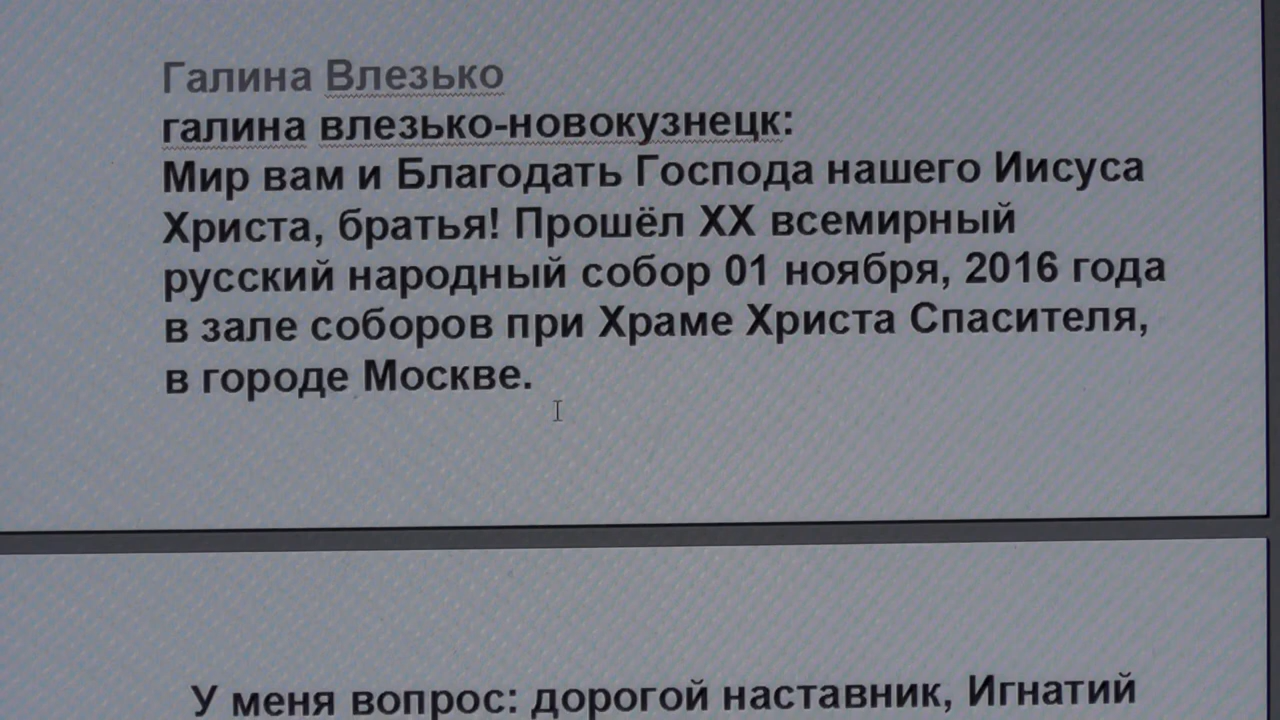 Галина Влезько
галина влезько-новокузнецк:
Мир вам и Благодать Господа нашего Иисуса
Христа, братья! Прошёл XX всемирный
русский народный собор 01 ноября, 2016 года
в зале соборов при Храме Христа Спасителя,
в городе Москве.
У меня вопрос: дорогой наставник, Игнатий